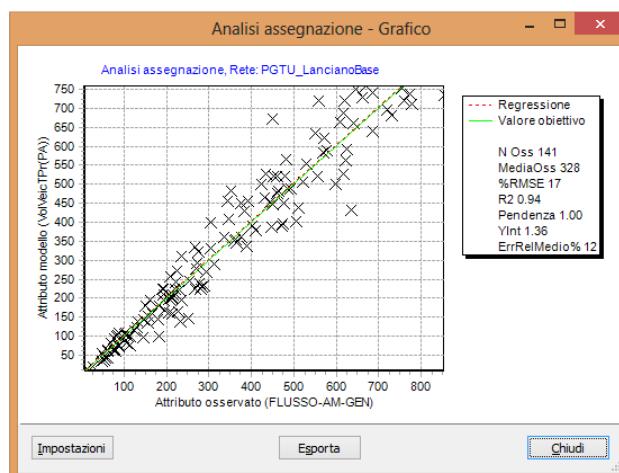 Analisi assegnazione - Grafico
Analisi assegnazione, Rete: PGTU_LancianoBase
Attributo modello (VolVeicTPr(PA))
750
700
650
600
550
500
450
400
350
300
250
200
150
100
50
100 200 300 400 500 600 700 800
Attributo osservato (FLUSSO-AM-GEN)
Regressione
Valore obiettivo
N Oss 141
MediaOss 328
%RMSE 17
R2 0.94
Pendenza 1.00
YInt 1.36
ErrRelMedio% 12
Impostazioni
Esporta
Chiudi